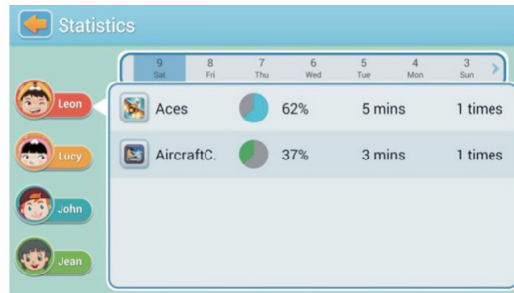 Statistics
9 8 7 6 5 4 3
Sat Fri Thu Wed Tue Mon Sun
Leon
Aces 62% 5 mins 1 times
Lucy
AircraftC. 37% 3 mins 1 times
John
Jean